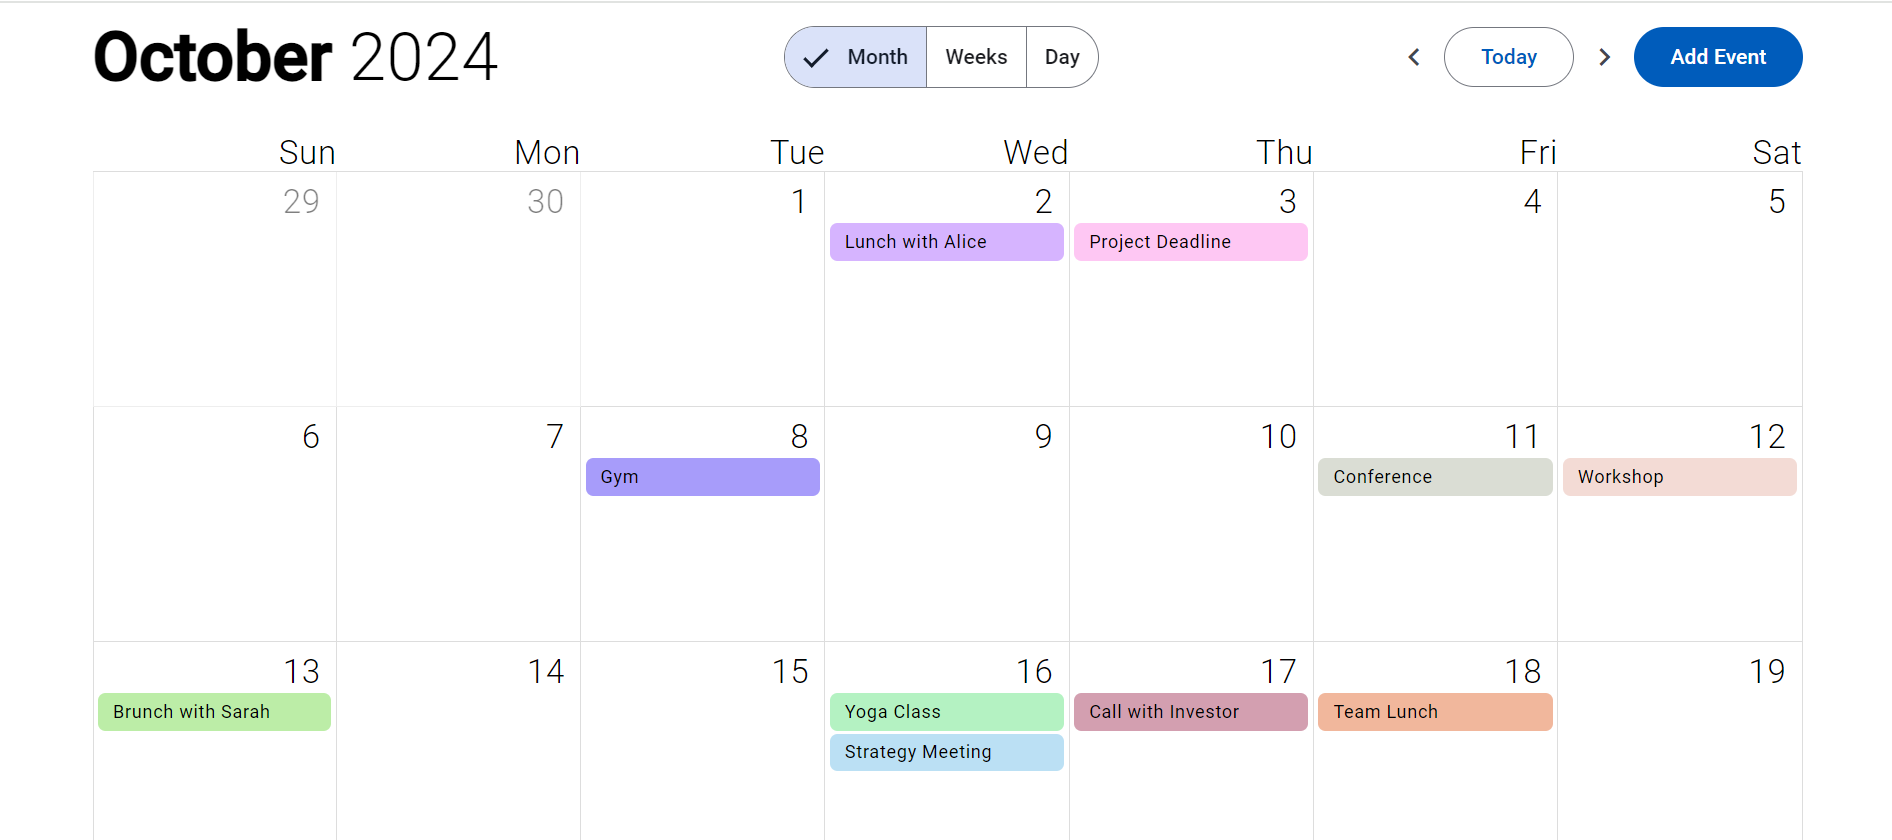 October 2024
Month Weeks Day
Today Add Event
Sun Mon Tue Wed Thu Fri Sat
29 30 1 2 3 4 5
Lunch with Alice Project Deadline
6 7 8 9 10 11 12
Gym Conference Workshop
13 14 15 16 17 18 19
Brunch with Sarah Yoga Class Call with Investor Team Lunch
Strategy Meeting